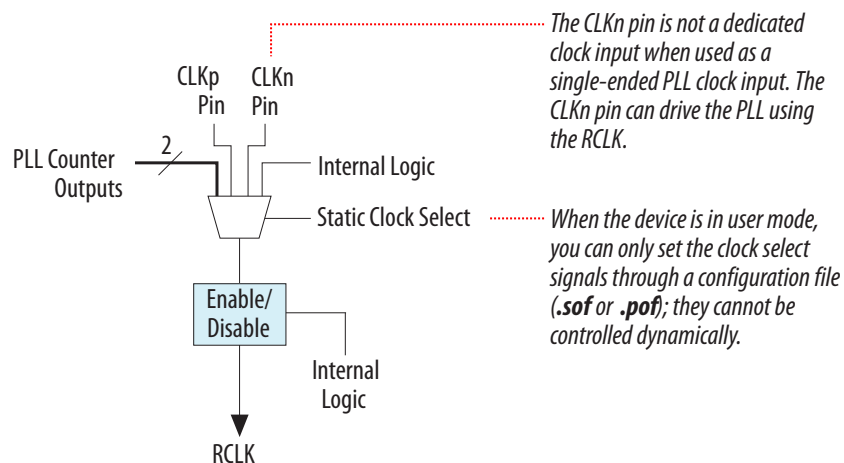 The CLKn pin is not a dedicated
clock input when used as a
single-ended PLL clock input. The
CLKn pin can drive the PLL using
the RCLK.
CLKp
Pin
CLKn
Pin
2
PLL Counter
Outputs
Internal Logic
Static Clock Select
When the device is in user mode,
you can only set the clock select
signals through a configuration file
(.sof or .pof); they cannot be
controlled dynamically.
Enable/
Disable
Internal
Logic
RCLK